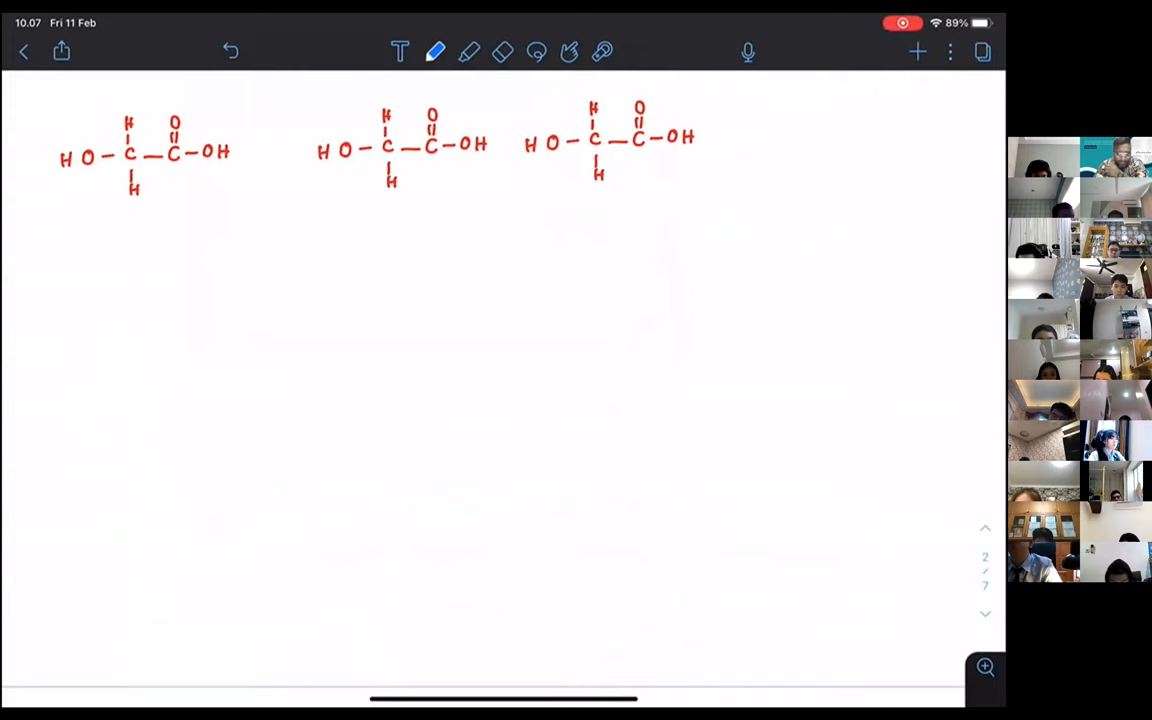 10.07 Fri 11 Feb
89%
T
H O H H O H
HO - C - C - OH HO - C - C - OH HO - C - C - OH
H H H
2
7